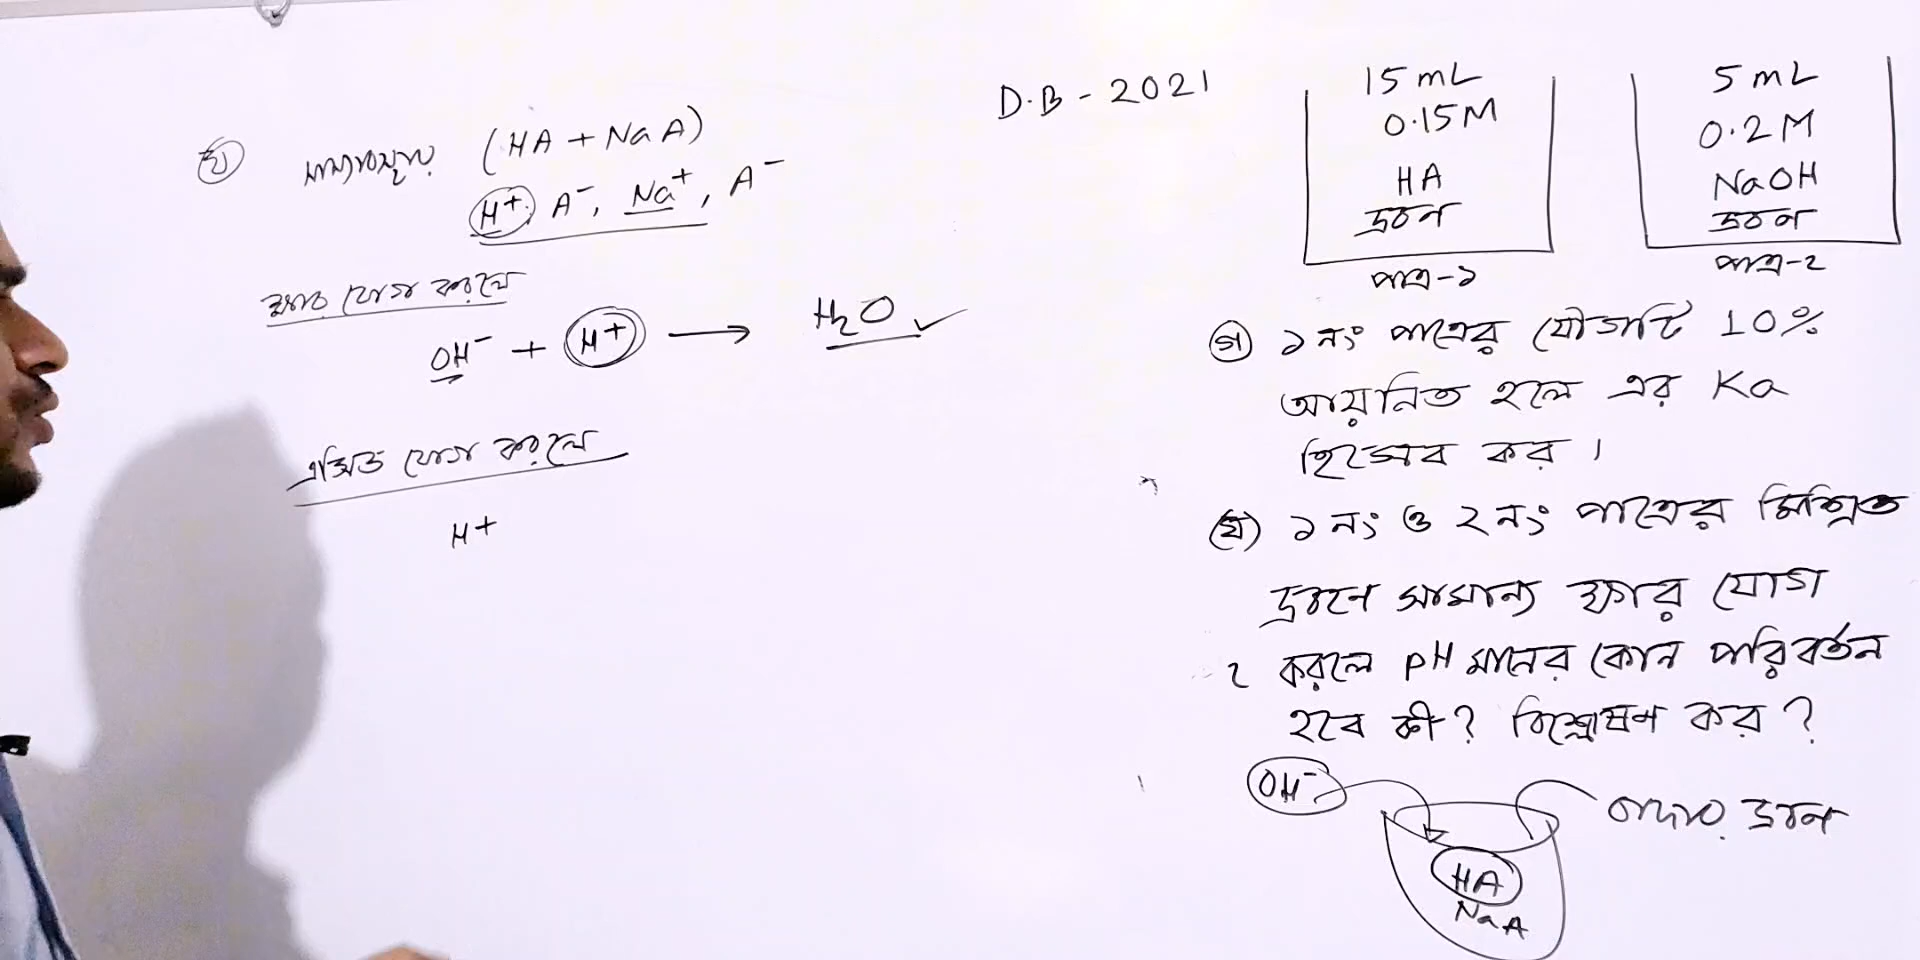 D.B - 2021
15 mL
0.15M
HA
দ্রবণ
পাত্র-১
5 mL
0.2M
NaOH
দ্রবণ
পাত্র-২
গ ১ নং পাত্রের যৌগটি 10%
আয়নিত হলে এর Ka
হিসেব কর।
(ঘ) ১ নং ও ২ নং পাত্রের মিশ্রিত
দ্রবণে সামান্য ক্ষার যোগ
করলে pH মানের কোন পরিবর্তন
হবে কী? বিশ্লেষণ কর?
OH⁻
বাফার দ্রবণ
HA
NaA
ঘ (HA + NaA)
H⁺, A⁻, Na⁺, A⁻
ক্ষার যোগ করলে
OH⁻ + H⁺ → H₂O ✓
এসিড যোগ করলে
H⁺